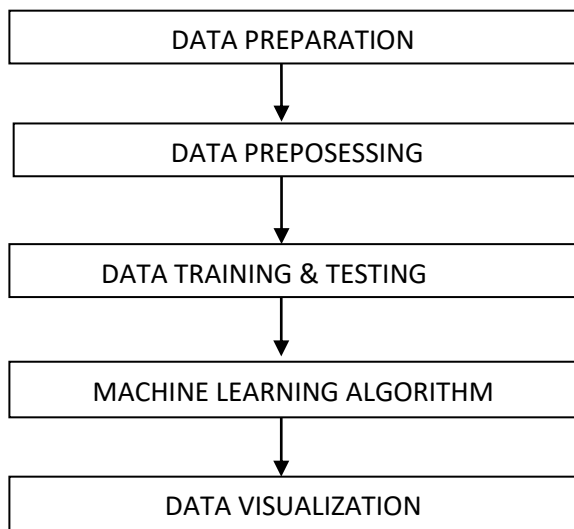 DATA PREPARATION
DATA PREPOSESSING
DATA TRAINING & TESTING
MACHINE LEARNING ALGORITHM
DATA VISUALIZATION